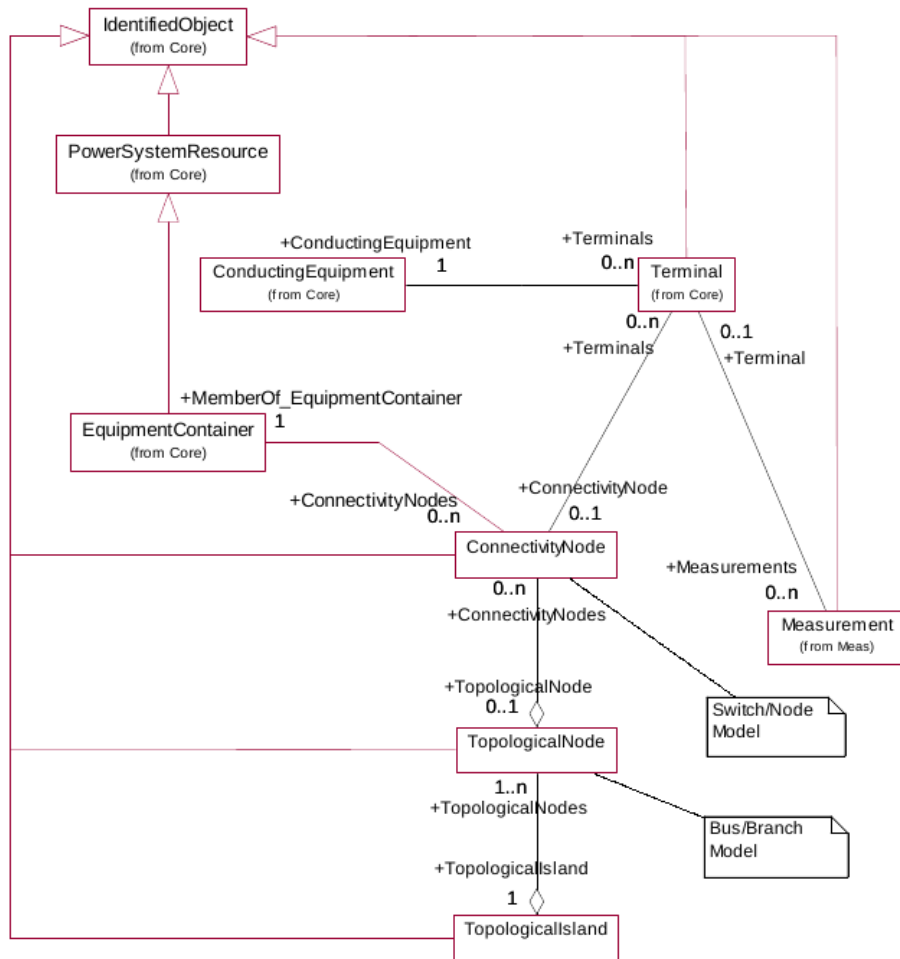 IdentifiedObject
(from Core)
PowerSystemResource
(from Core)
+ConductingEquipment
1
+Terminals
0..n
ConductingEquipment
(from Core)
Terminal
(from Core)
0..n
+Terminals
0..1
+Terminal
+MemberOf_EquipmentContainer
1
EquipmentContainer
(from Core)
+ConnectivityNodes
0..n
+ConnectivityNode
0..1
ConnectivityNode
+Measurements
0..n
Measurement
(from Meas)
0..n
+ConnectivityNodes
+TopologicalNode
0..1
Switch/Node
Model
TopologicalNode
1..n
+TopologicalNodes
Bus/Branch
Model
+TopologicalIsland
1
TopologicalIsland